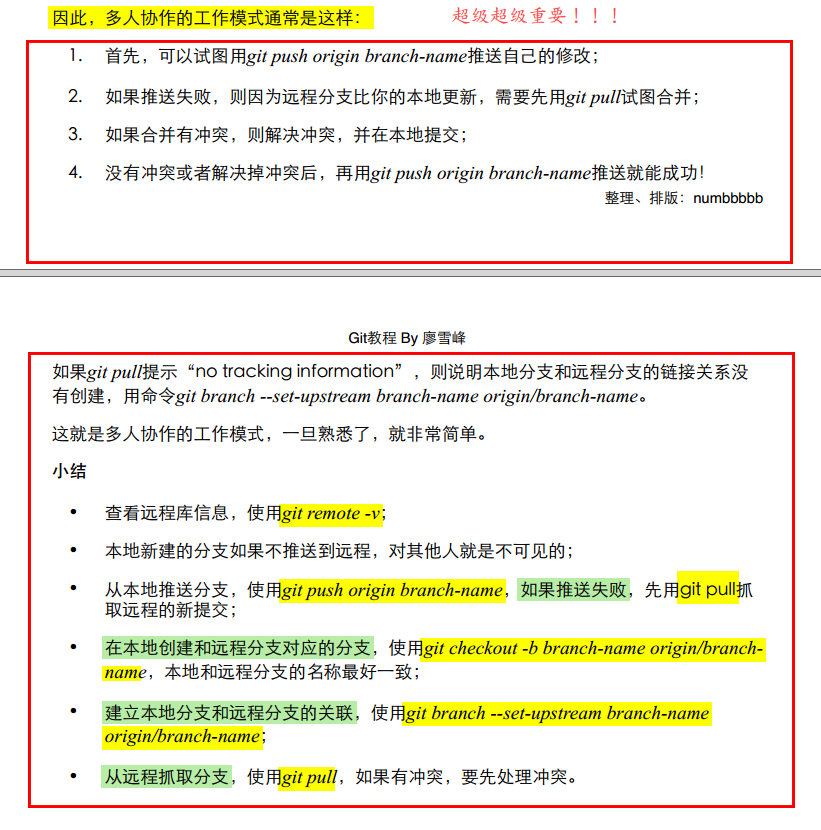 因此，多人协作的工作模式通常是这样：
超级超级重要！！！
1. 首先，可以试图用git push origin branch-name推送自己的修改；
2. 如果推送失败，则因为远程分支比你的本地更新，需要先用git pull试图合并；
3. 如果合并有冲突，则解决冲突，并在本地提交；
4. 没有冲突或者解决掉冲突后，再用git push origin branch-name推送就能成功！
整理、排版：numbbbbb
Git教程 By 廖雪峰
如果git pull提示“no tracking information”，则说明本地分支和远程分支的链接关系没
有创建，用命令git branch --set-upstream branch-name origin/branch-name。
这就是多人协作的工作模式，一旦熟悉了，就非常简单。
小结
• 查看远程库信息，使用git remote -v；
• 本地新建的分支如果不推送到远程，对其他人就是不可见的；
• 从本地推送分支，使用git push origin branch-name，如果推送失败，先用git pull抓
取远程的新提交；
• 在本地创建和远程分支对应的分支，使用git checkout -b branch-name origin/branch-
name，本地和远程分支的名称最好一致；
• 建立本地分支和远程分支的关联，使用git branch --set-upstream branch-name
origin/branch-name；
• 从远程抓取分支，使用git pull，如果有冲突，要先处理冲突。